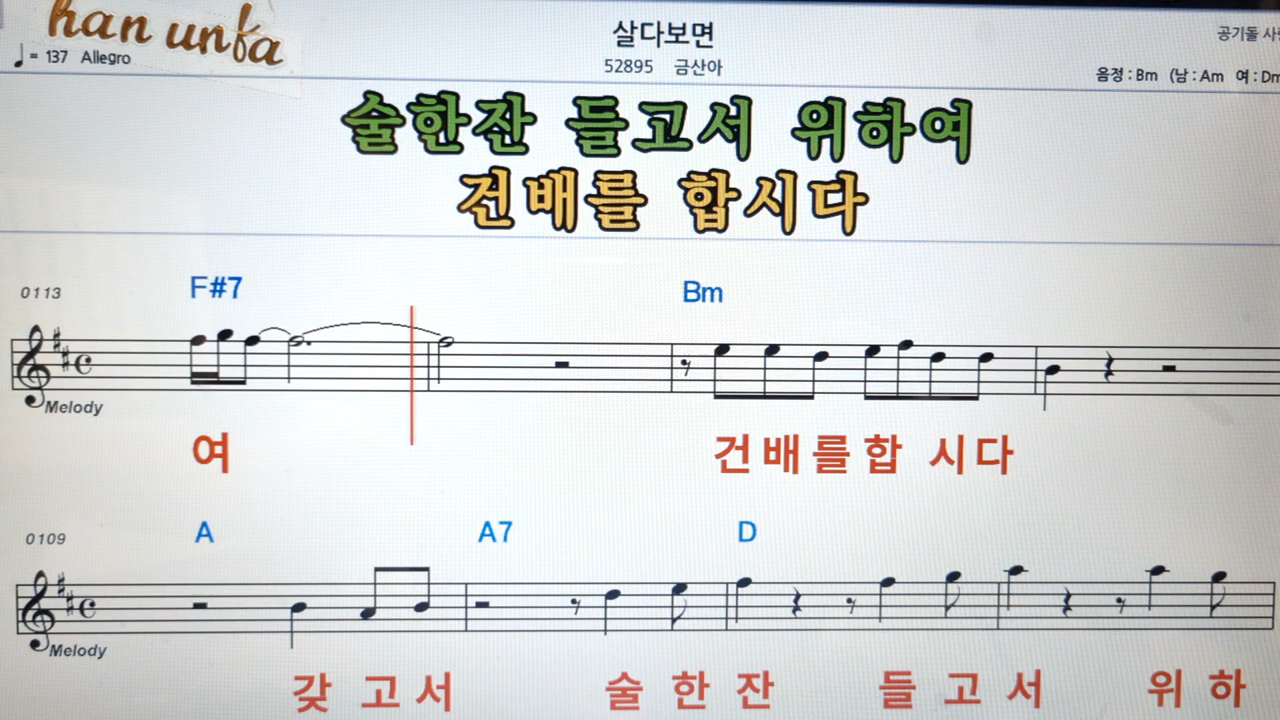 han unfa
♩= 137 Allegro
살다보면
52895 금산아
공기돌
음정 : Bm (남 : Am 여 : Dm
술한잔 들고서 위하여
건배를 합시다
0113
F#7 Bm
Melody
여 건배를합 시다
0109
A A7 D
Melody
갖고서 술한잔 들고서 위하